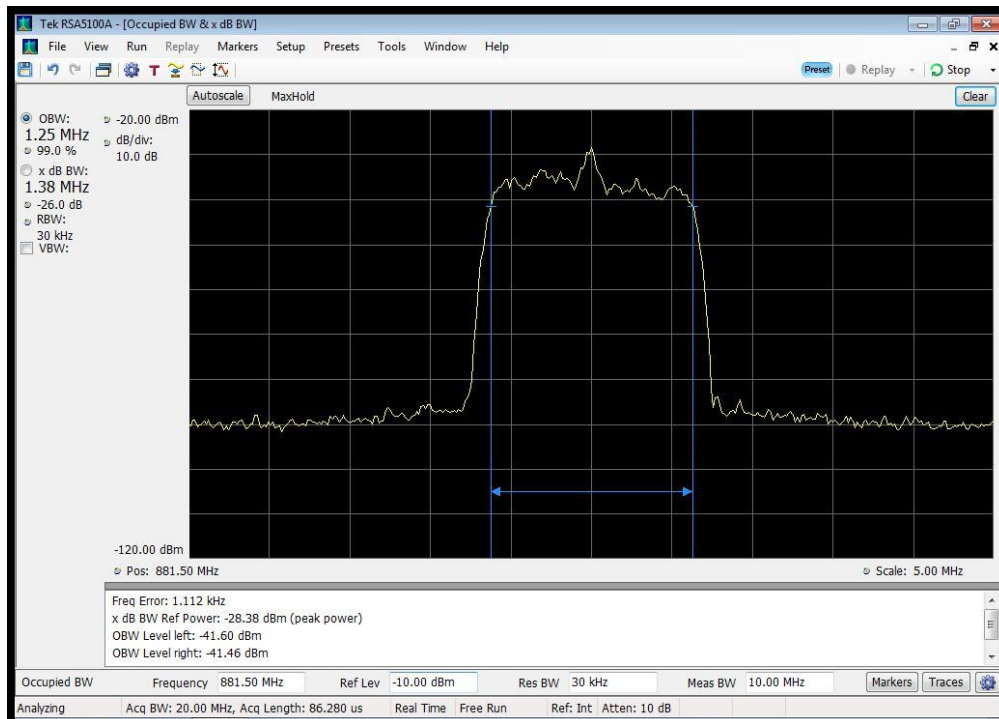 Tek RSA5100A - [Occupied BW & x dB BW]
File View Run Replay Markers Setup Presets Tools Window Help
T Preset Replay Stop
Autoscale MaxHold Clear
OBW:
1.25 MHz
99.0 %
x dB BW:
1.38 MHz
-26.0 dB
RBW:
30 kHz
VBW:
-20.00 dBm
dB/div:
10.0 dB
-120.00 dBm
Pos: 881.50 MHz Scale: 5.00 MHz
Freq Error: 1.112 kHz
x dB BW Ref Power: -28.38 dBm (peak power)
OBW Level left: -41.60 dBm
OBW Level right: -41.46 dBm
Occupied BW Frequency 881.50 MHz Ref Lev -10.00 dBm Res BW 30 kHz Meas BW 10.00 MHz Markers Traces
Analyzing Acq BW: 20.00 MHz, Acq Length: 86.280 us Real Time Free Run Ref: Int Atten: 10 dB